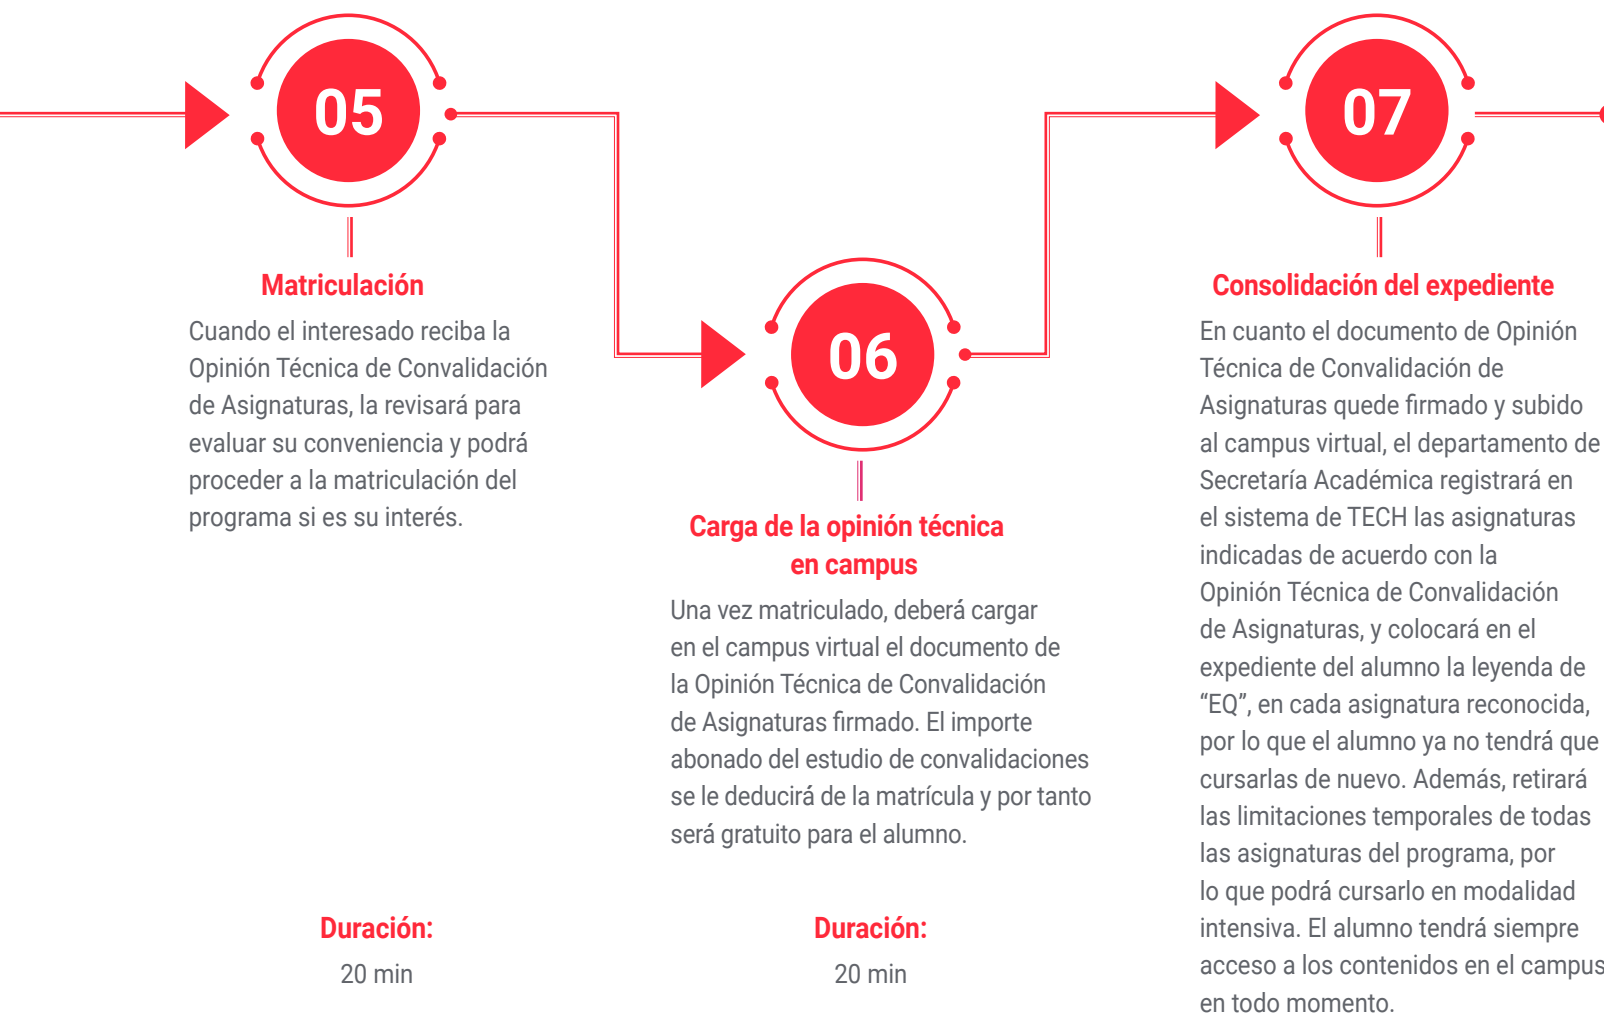 05
Matriculación
Cuando el interesado reciba la
Opinión Técnica de Convalidación
de Asignaturas, la revisará para
evaluar su conveniencia y podrá
proceder a la matriculación del
programa si es su interés.
Duración:
20 min
06
Carga de la opinión técnica
en campus
Una vez matriculado, deberá cargar
en el campus virtual el documento de
la Opinión Técnica de Convalidación
de Asignaturas firmado. El importe
abonado del estudio de convalidaciones
se le deducirá de la matrícula y por tanto
será gratuito para el alumno.
Duración:
20 min
07
Consolidación del expediente
En cuanto el documento de Opinión
Técnica de Convalidación de
Asignaturas quede firmado y subido
al campus virtual, el departamento de
Secretaría Académica registrará en
el sistema de TECH las asignaturas
indicadas de acuerdo con la
Opinión Técnica de Convalidación
de Asignaturas, y colocará en el
expediente del alumno la leyenda de
“EQ”, en cada asignatura reconocida,
por lo que el alumno ya no tendrá que
cursarlas de nuevo. Además, retirará
las limitaciones temporales de todas
las asignaturas del programa, por
lo que podrá cursarlo en modalidad
intensiva. El alumno tendrá siempre
acceso a los contenidos en el campus
en todo momento.